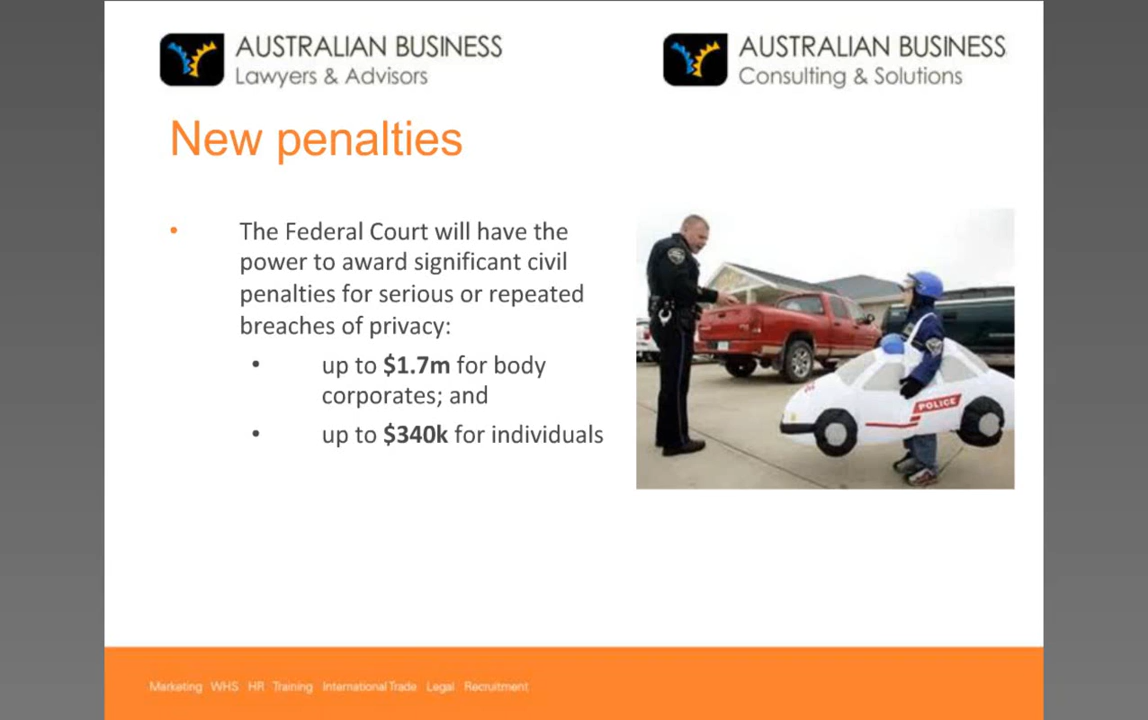 AUSTRALIAN BUSINESS
Lawyers & Advisors
AUSTRALIAN BUSINESS
Consulting & Solutions
New penalties
• The Federal Court will have the
power to award significant civil
penalties for serious or repeated
breaches of privacy:
• up to $1.7m for body
corporates; and
• up to $340k for individuals
POLICE
Marketing WHS HR Training International Trade Legal Recruitment